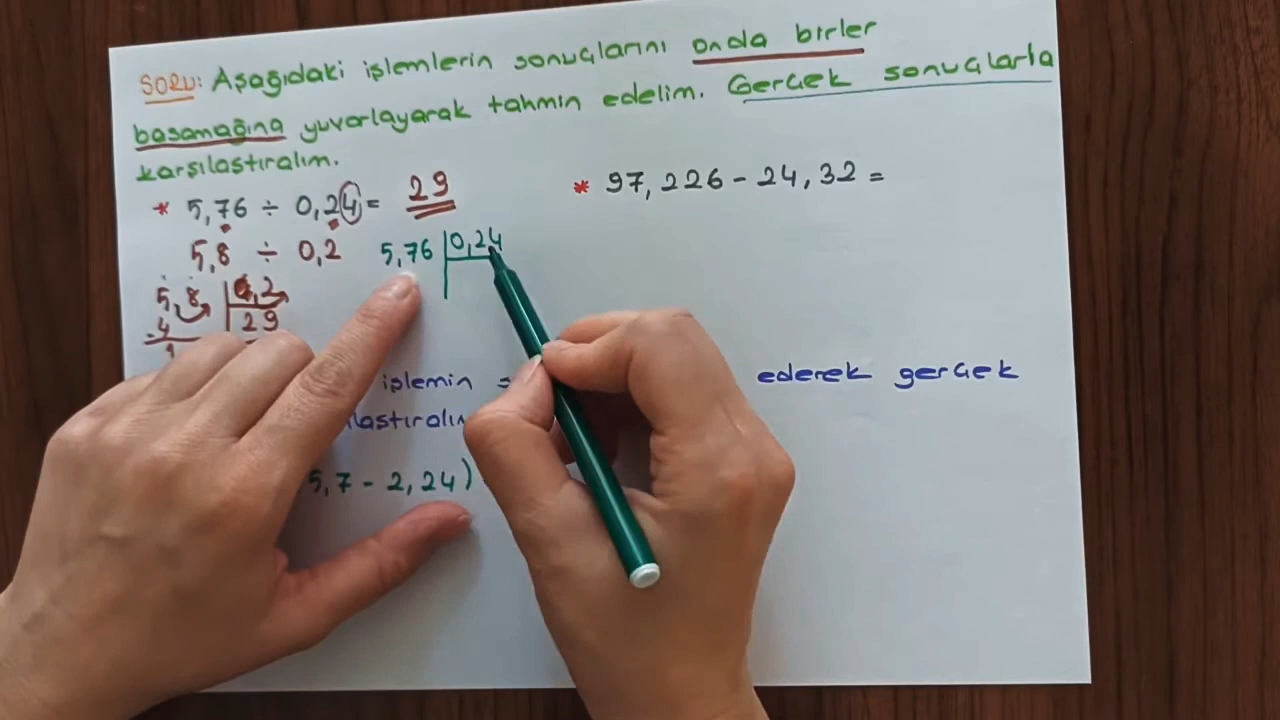 SORU: Aşağıdaki işlemlerin sonuçlarını onda birler
basamağına yuvarlayarak tahmin edelim. Gerçek sonuçlarla
karşılaştıralım.
* 5,76 ÷ 0,24 = 29
* 97,226 - 24,32 =
5,8 ÷ 0,2
5,76 0,24
5,8 0,2
- 4 29
1
işlemin ederek gerçek
5,7 - 2,24)